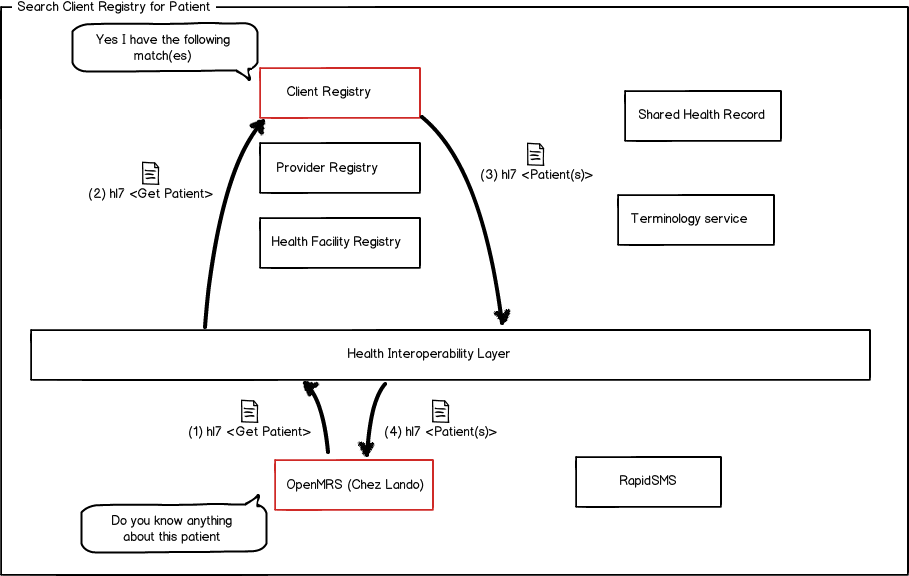 Search Client Registry for Patient
Yes I have the following
match(es)
Client Registry
Shared Health Record
Provider Registry
(2) hl7 <Get Patient>
(3) hl7 <Patient(s)>
Terminology service
Health Facility Registry
Health Interoperability Layer
(1) hl7 <Get Patient>
(4) hl7 <Patient(s)>
OpenMRS (Chez Lando)
RapidSMS
Do you know anything
about this patient